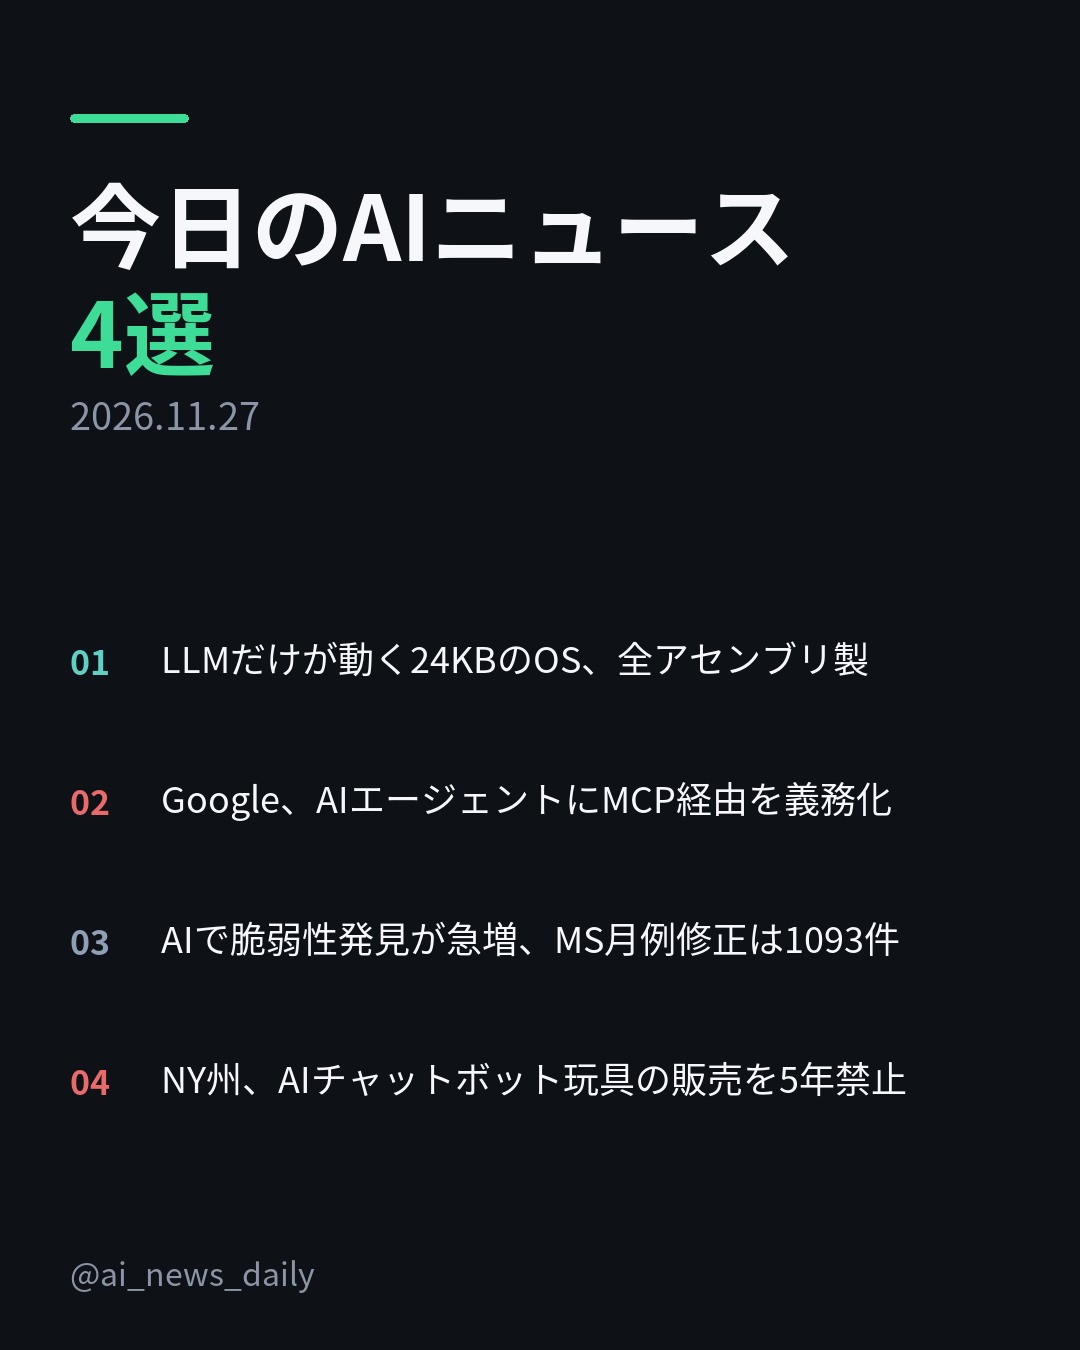 今日のAIニュース
4選
2026.11.27
01 LLMだけが動く24KBのOS、全アセンブリ製
02 Google、AIエージェントにMCP経由を義務化
03 AIで脆弱性発見が急増、MS月例修正は1093件
04 NY州、AIチャットボット玩具の販売を5年禁止
@ai_news_daily